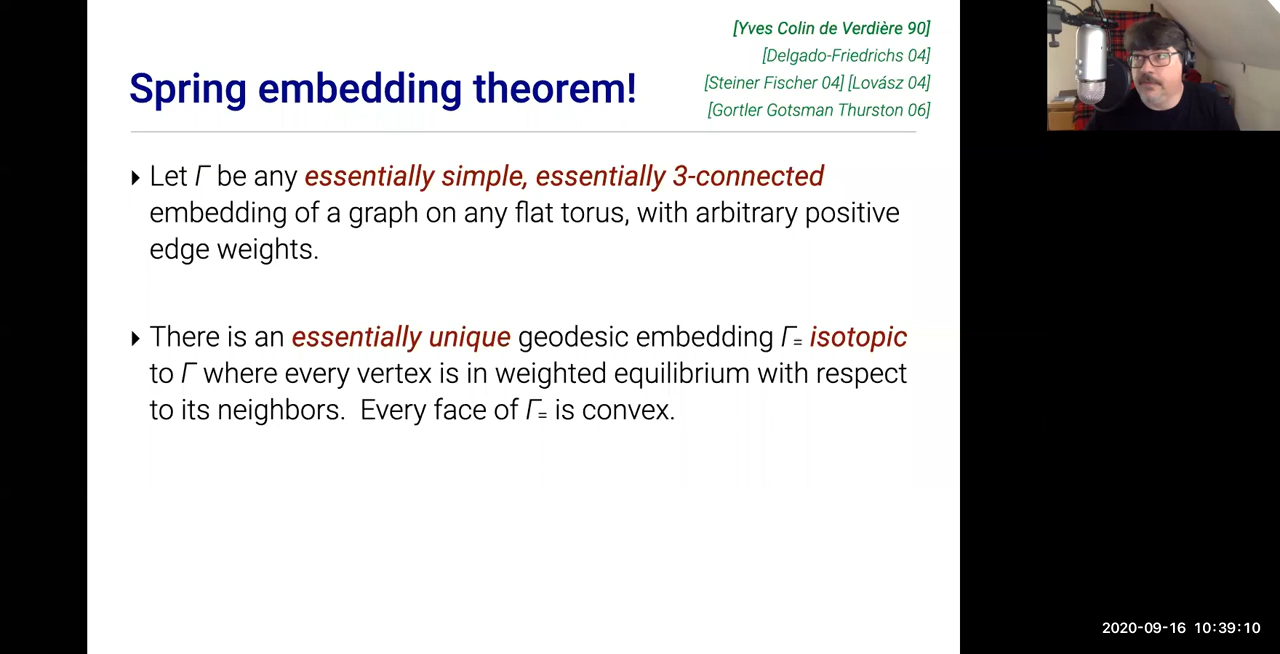 [Yves Colin de Verdière 90]
[Delgado-Friedrichs 04]
[Steiner Fischer 04] [Lovász 04]
[Gortler Gotsman Thurston 06]
Spring embedding theorem!
Let Γ be any essentially simple, essentially 3-connected
embedding of a graph on any flat torus, with arbitrary positive
edge weights.
There is an essentially unique geodesic embedding Γ₌ isotopic
to Γ where every vertex is in weighted equilibrium with respect
to its neighbors. Every face of Γ₌ is convex.
2020-09-16 10:39:10